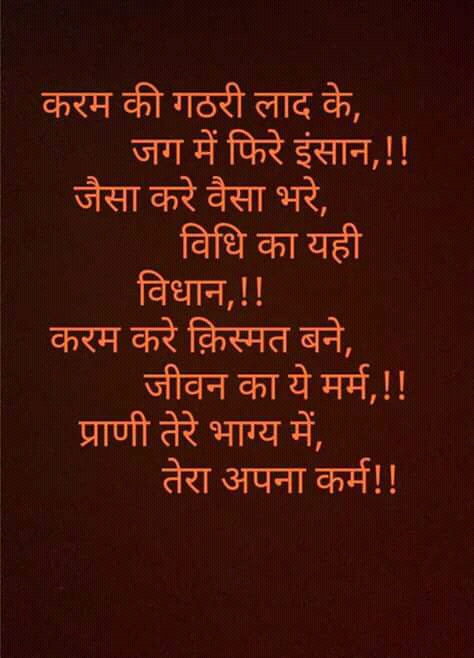 करम की गठरी लाद के,
जग में फिरे इंसान,!!
जैसा करे वैसा भरे,
विधि का यही
विधान,!!
करम करे क़िस्मत बने,
जीवन का ये मर्म,!!
प्राणी तेरे भाग्य में,
तेरा अपना कर्म!!